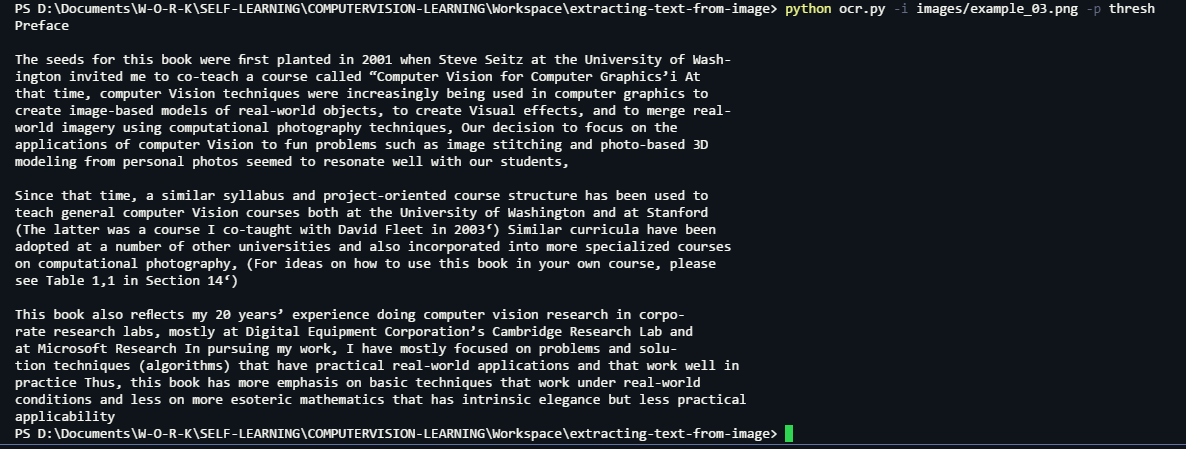 PS D:\Documents\W-O-R-K\SELF-LEARNING\COMPUTERVISION-LEARNING\Workspace\extracting-text-from-image> python ocr.py -i images/example_03.png -p thresh
Preface
The seeds for this book were ﬁrst planted in 2001 when Steve Seitz at the University of Wash-
ington invited me to co-teach a course called “Computer Vision for Computer Graphics’i At
that time, computer Vision techniques were increasingly being used in computer graphics to
create image-based models of real-world objects, to create Visual effects, and to merge real-
world imagery using computational photography techniques, Our decision to focus on the
applications of computer Vision to fun problems such as image stitching and photo-based 3D
modeling from personal photos seemed to resonate well with our students,
Since that time, a similar syllabus and project-oriented course structure has been used to
teach general computer Vision courses both at the University of Washington and at Stanford
(The latter was a course I co-taught with David Fleet in 2003‘) Similar curricula have been
adopted at a number of other universities and also incorporated into more specialized courses
on computational photography, (For ideas on how to use this book in your own course, please
see Table 1,1 in Section 14‘)
This book also reﬂects my 20 years’ experience doing computer vision research in corpo-
rate research labs, mostly at Digital Equipment Corporation’s Cambridge Research Lab and
at Microsoft Research In pursuing my work, I have mostly focused on problems and solu-
tion techniques (algorithms) that have practical real-world applications and that work well in
practice Thus, this book has more emphasis on basic techniques that work under real-world
conditions and less on more esoteric mathematics that has intrinsic elegance but less practical
applicability
PS D:\Documents\W-O-R-K\SELF-LEARNING\COMPUTERVISION-LEARNING\Workspace\extracting-text-from-image>